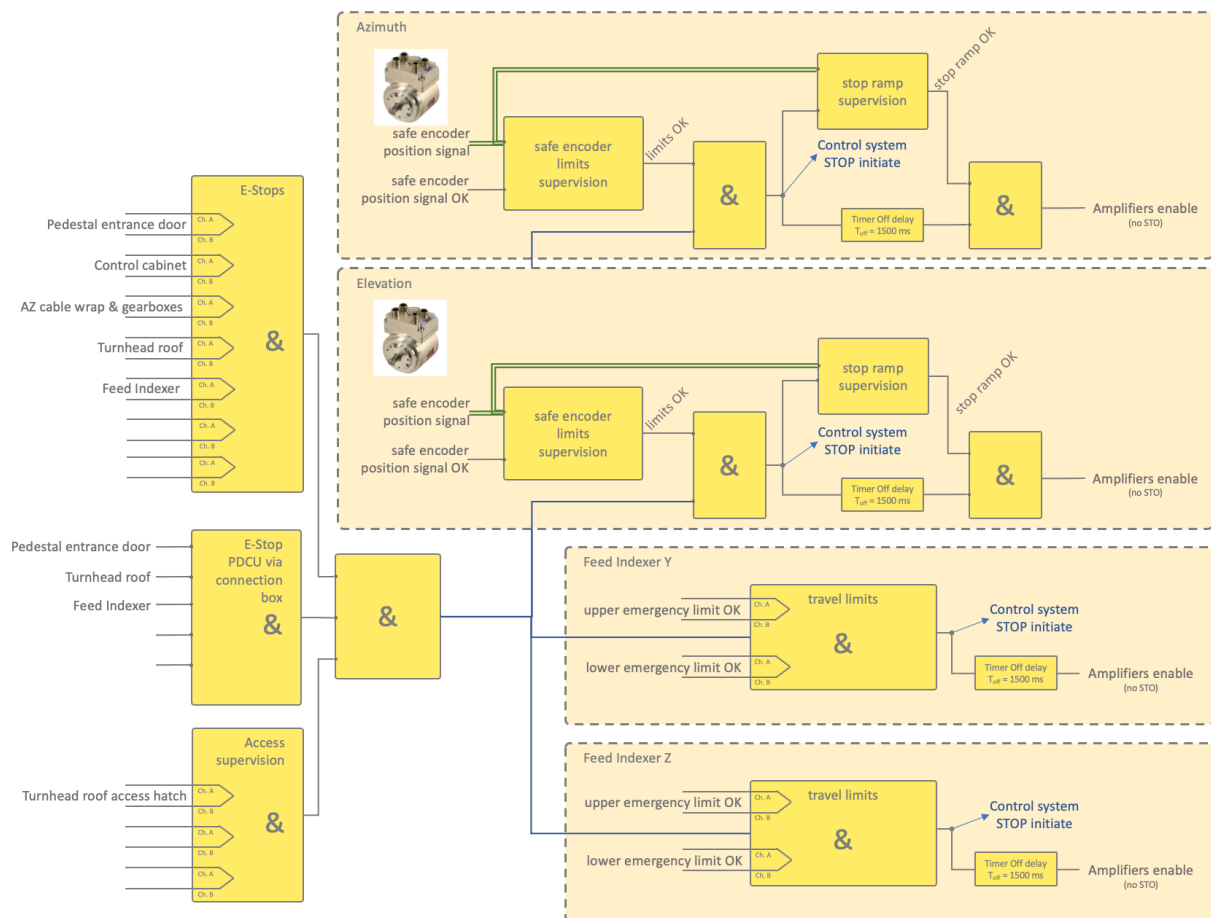 Azimuth
safe encoder
position signal
safe encoder
position signal OK
safe encoder
limits
supervision
limits OK
&
stop ramp
supervision
stop ramp OK
Control system
STOP initiate
Timer Off delay
Toff = 1500 ms
&
Amplifiers enable
(no STO)
Elevation
safe encoder
position signal
safe encoder
position signal OK
safe encoder
limits
supervision
limits OK
&
stop ramp
supervision
stop ramp OK
Control system
STOP initiate
Timer Off delay
Toff = 1500 ms
&
Amplifiers enable
(no STO)
E-Stops
Pedestal entrance door
Ch. A
Ch. B
Control cabinet
Ch. A
Ch. B
AZ cable wrap & gearboxes
Ch. A
Ch. B
Turnhead roof
Ch. A
Ch. B
Feed Indexer
Ch. A
Ch. B
Ch. A
Ch. B
Ch. A
Ch. B
&
E-Stop
PDCU via
connection
box
&
Pedestal entrance door
Turnhead roof
Feed Indexer
&
Access
supervision
Turnhead roof access hatch
Ch. A
Ch. B
Ch. A
Ch. B
Ch. A
Ch. B
&
Feed Indexer Y
upper emergency limit OK
Ch. A
Ch. B
lower emergency limit OK
Ch. A
Ch. B
travel limits
&
Control system
STOP initiate
Timer Off delay
Toff = 1500 ms
Amplifiers enable
(no STO)
Feed Indexer Z
upper emergency limit OK
Ch. A
Ch. B
lower emergency limit OK
Ch. A
Ch. B
travel limits
&
Control system
STOP initiate
Timer Off delay
Toff = 1500 ms
Amplifiers enable
(no STO)